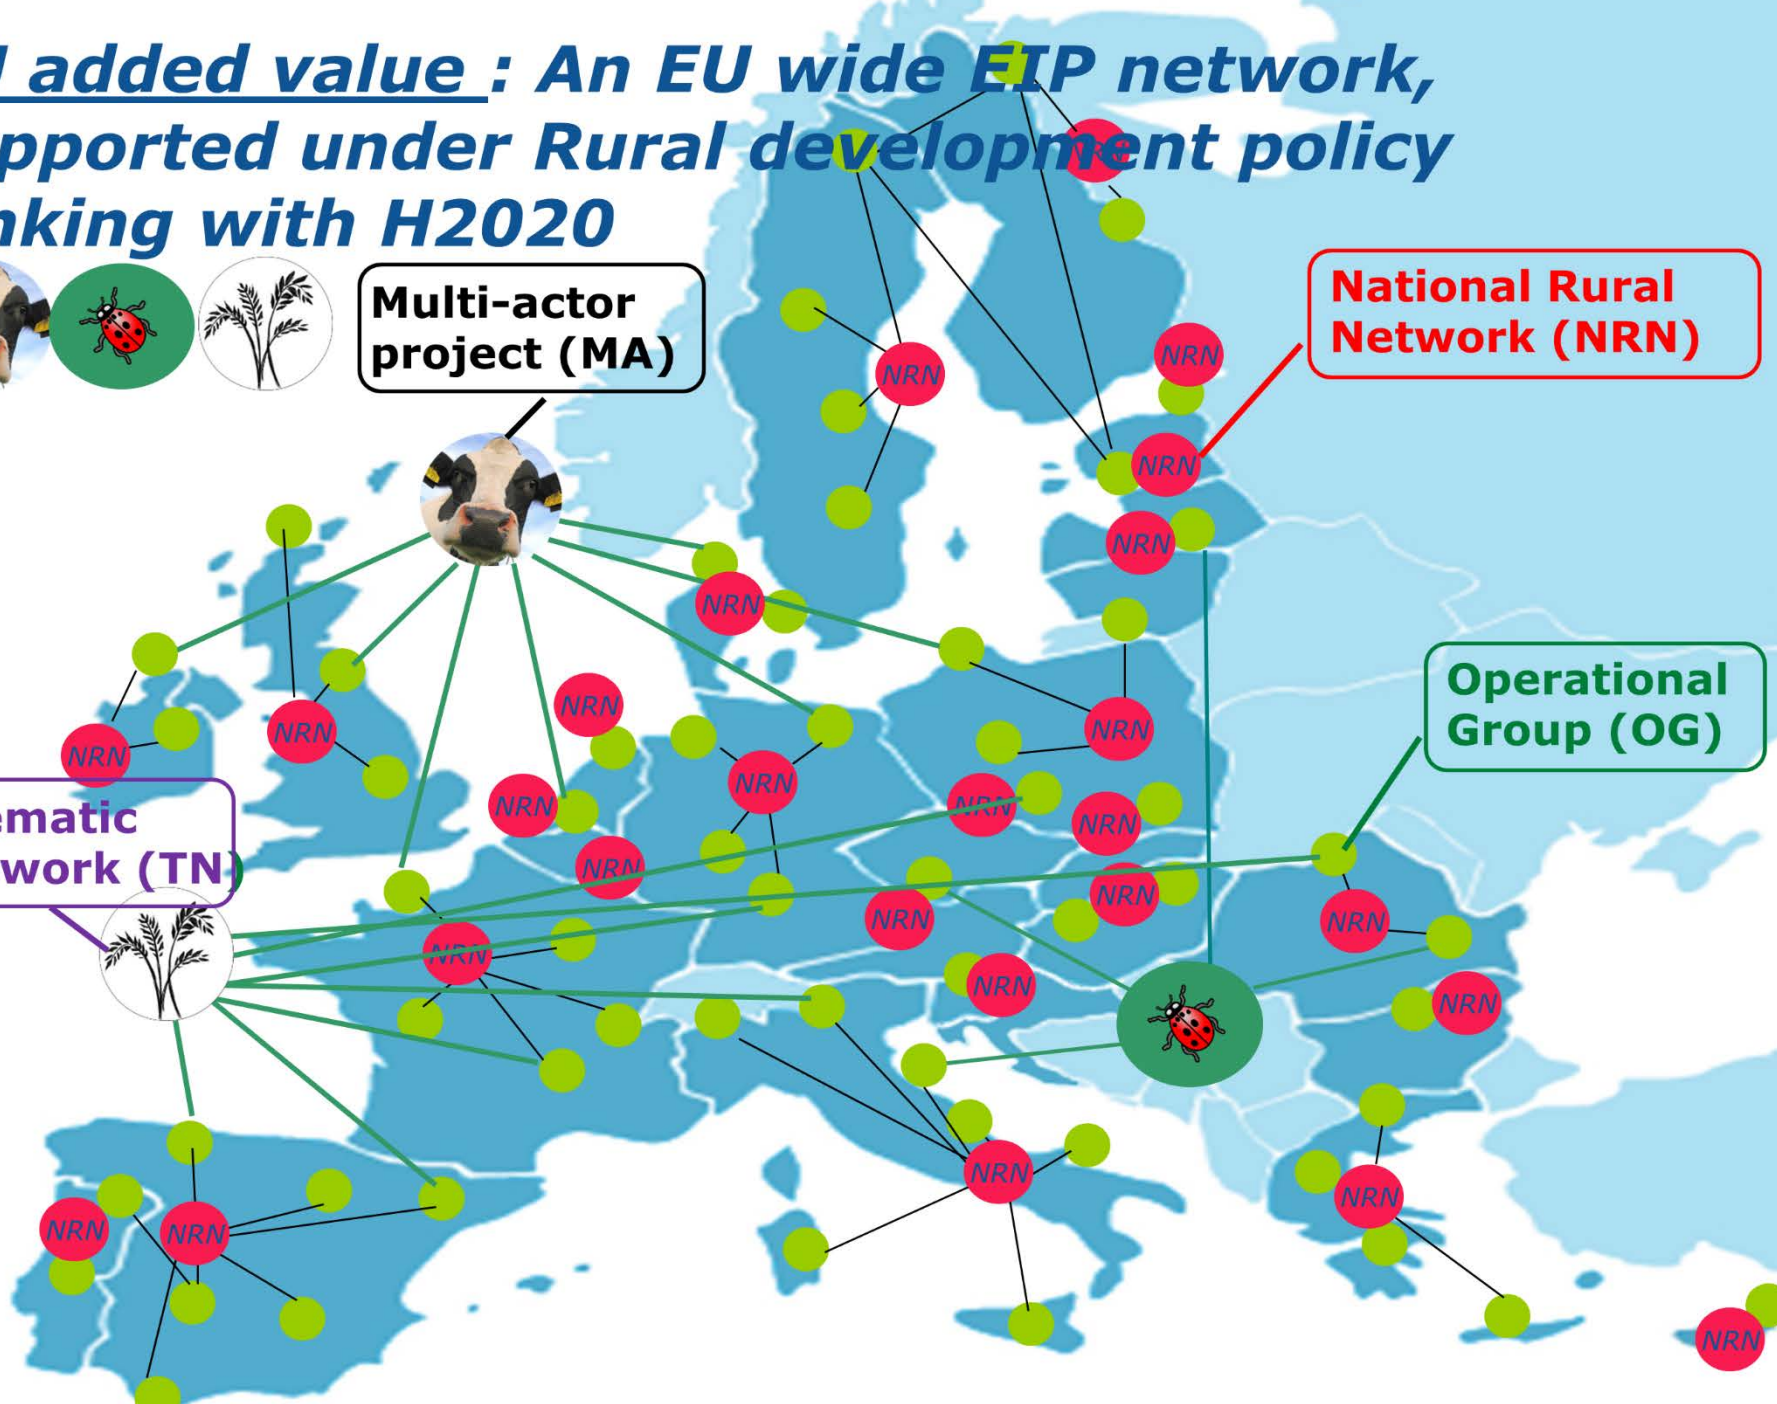 added value : An EU wide EIP network,
pported under Rural development policy
nking with H2020
NRN
Multi-actor
project (MA)
National Rural
Network (NRN)
NRN
NRN
NRN
NRN
NRN
Operational
Group (OG)
NRN
NRN
NRN
NRN
NRN
NRN
NRN
NRN
ematic
work (TN)
NRN
NRN
NRN
NRN
NRN
NRN
NRN
NRN
NRN
NRN
NRN
NRN